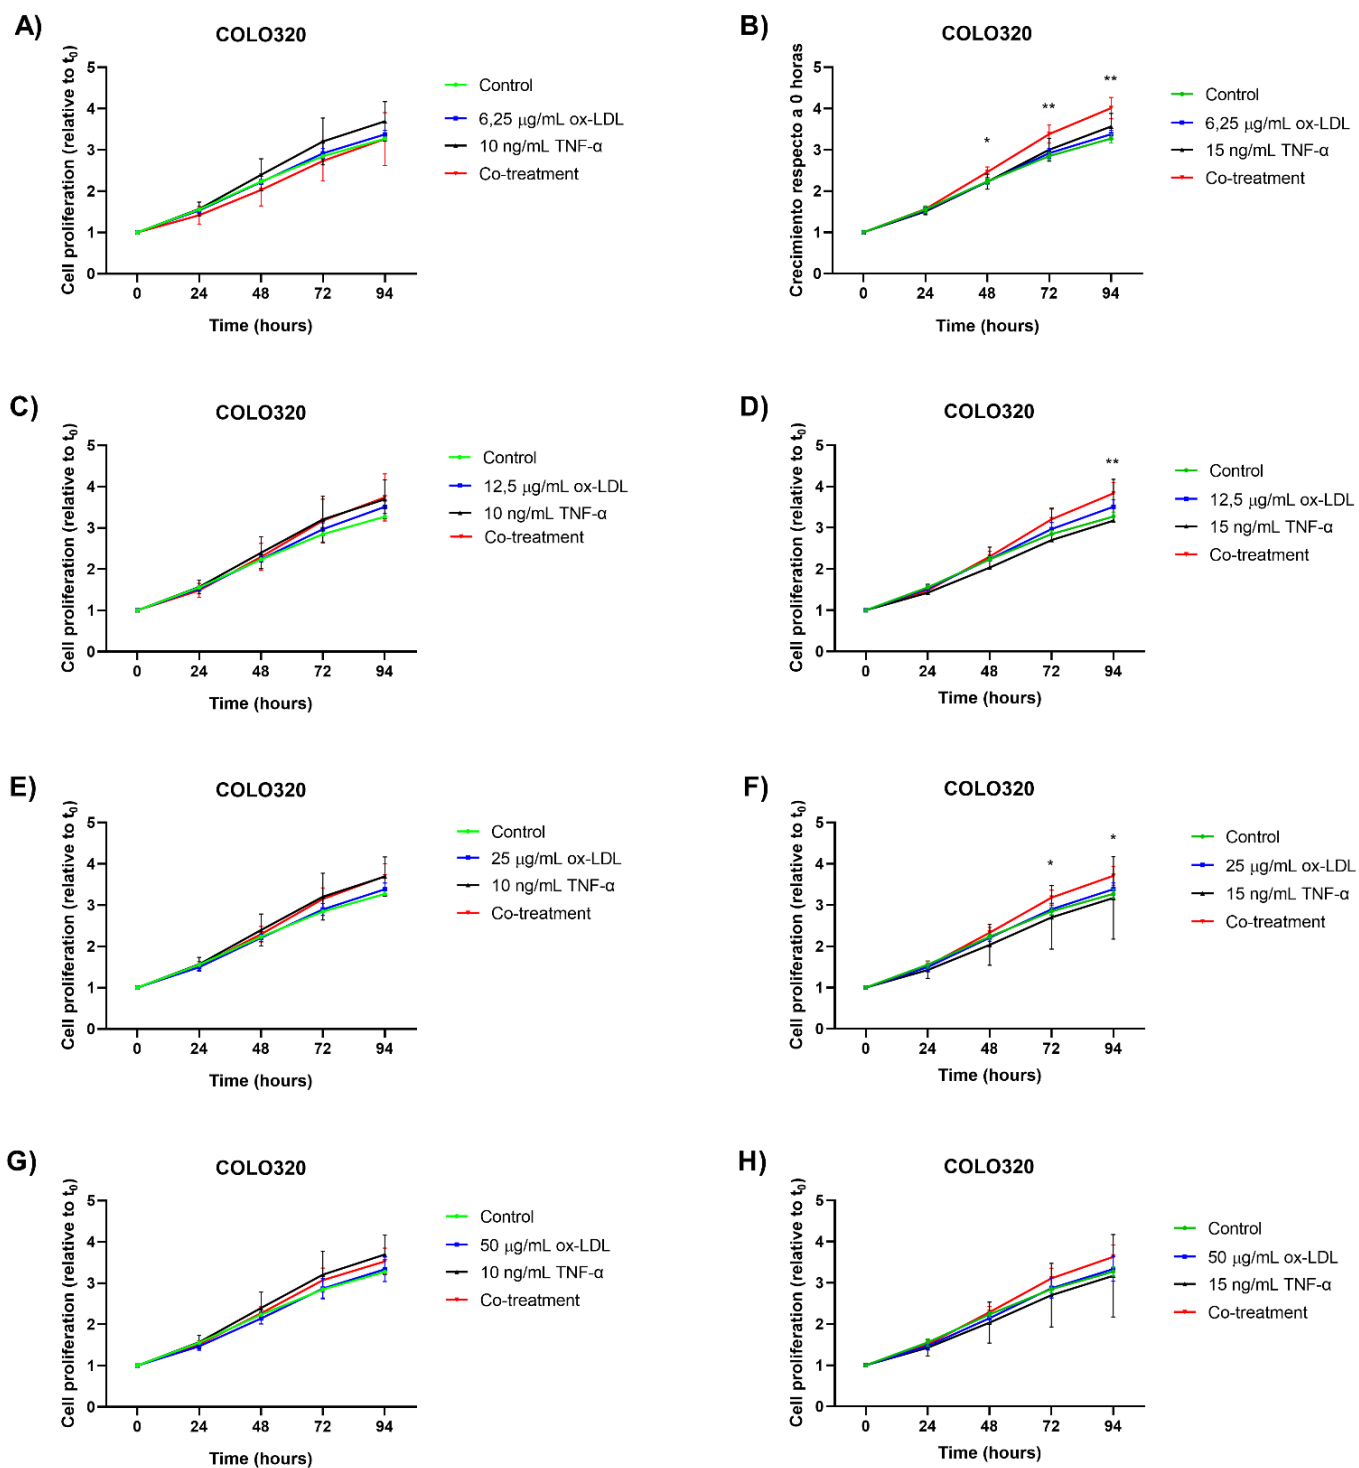 A)
COLO320
Cell proliferation (relative to t0)
5
4
3
2
1
0
0 24 48 72 94
Time (hours)
Control
6,25 μg/mL ox-LDL
10 ng/mL TNF-α
Co-treatment
B)
COLO320
Crecimiento respecto a 0 horas
5
4
3
2
1
0
* ** **
0 24 48 72 94
Time (hours)
Control
6,25 μg/mL ox-LDL
15 ng/mL TNF-α
Co-treatment
C)
COLO320
Cell proliferation (relative to t0)
5
4
3
2
1
0
0 24 48 72 94
Time (hours)
Control
12,5 μg/mL ox-LDL
10 ng/mL TNF-α
Co-treatment
D)
COLO320
Cell proliferation (relative to t0)
5
4
3
2
1
0
**
0 24 48 72 94
Time (hours)
Control
12,5 μg/mL ox-LDL
15 ng/mL TNF-α
Co-treatment
E)
COLO320
Cell proliferation (relative to t0)
5
4
3
2
1
0
0 24 48 72 94
Time (hours)
Control
25 μg/mL ox-LDL
10 ng/mL TNF-α
Co-treatment
F)
COLO320
Cell proliferation (relative to t0)
5
4
3
2
1
0
* *
0 24 48 72 94
Time (hours)
Control
25 μg/mL ox-LDL
15 ng/mL TNF-α
Co-treatment
G)
COLO320
Cell proliferation (relative to t0)
5
4
3
2
1
0
0 24 48 72 94
Time (hours)
Control
50 μg/mL ox-LDL
10 ng/mL TNF-α
Co-treatment
H)
COLO320
Cell proliferation (relative to t0)
5
4
3
2
1
0
0 24 48 72 94
Time (hours)
Control
50 μg/mL ox-LDL
15 ng/mL TNF-α
Co-treatment